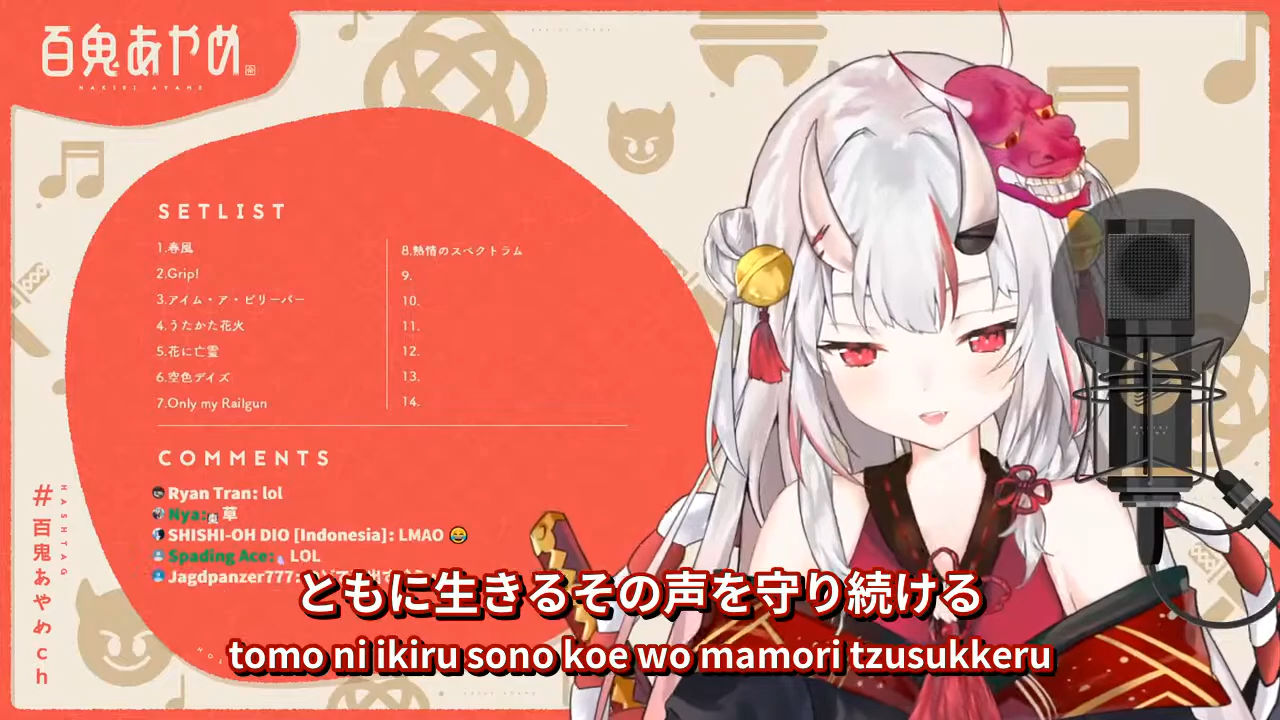 百鬼あやめ
NAKIRI AYAME
SETLIST
1.春風
2.Grip!
3.アイム・ア・ビリーバー
4.うたかた花火
5.花に亡霊
6.空色デイズ
7.Only my Railgun
8.熱情のスペクトラム
9.
10.
11.
12.
13.
14.
COMMENTS
Ryan Tran: lol
Nya: 草
SHISHI-OH DIO [Indonesia]: LMAO 😅
Spading Ace: LOL
Jagdpanzer777:
ともに生きるその声を守り続ける
tomo ni ikiru sono koe wo mamori tzusukkeru
#百鬼あやめch
HASHTAG